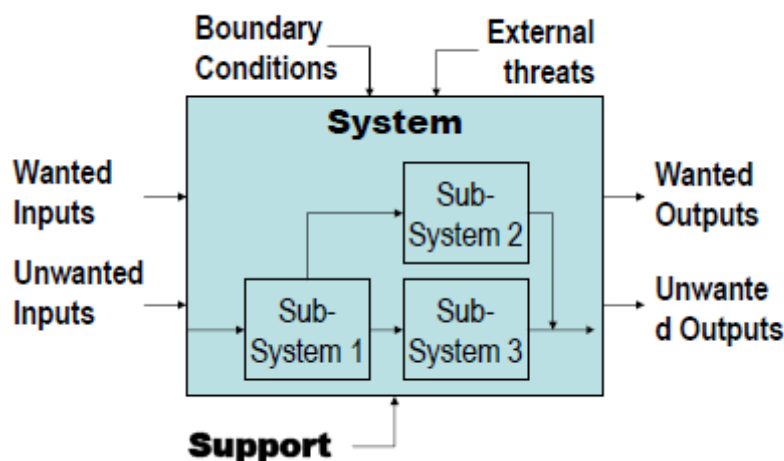 Boundary
Conditions
External
threats
System
Wanted
Inputs
Sub-
System 2
Wanted
Outputs
Unwanted
Inputs
Sub-
System 1
Sub-
System 3
Unwante
d Outputs
Support